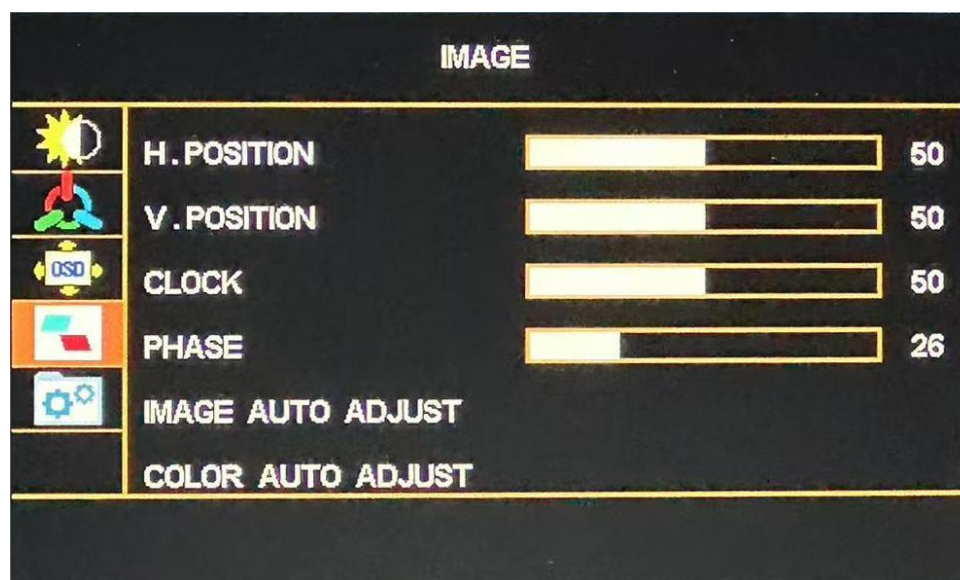 IMAGE
H.POSITION 50
V.POSITION 50
OSD
CLOCK 50
PHASE 26
IMAGE AUTO ADJUST
COLOR AUTO ADJUST